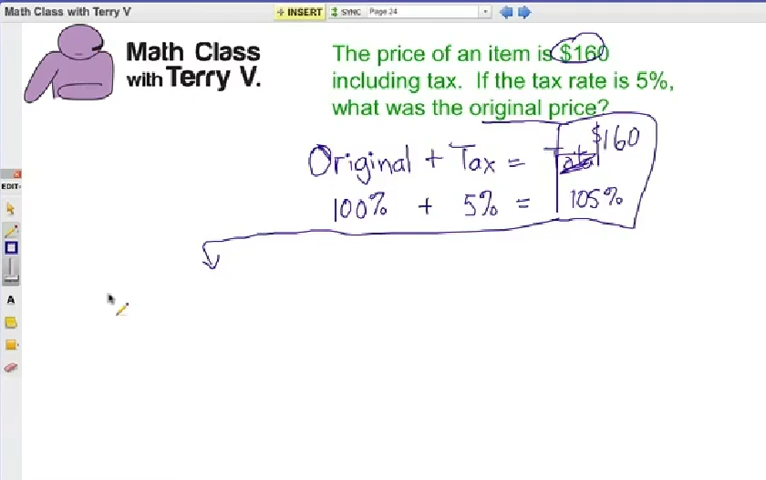 Math Class with Terry V
INSERT
SYNC
Page 24
Math Class
with Terry V.
The price of an item is $160
including tax. If the tax rate is 5%,
what was the original price?
$160
Original + Tax =
100% + 5% = 105%
EDIT-
A